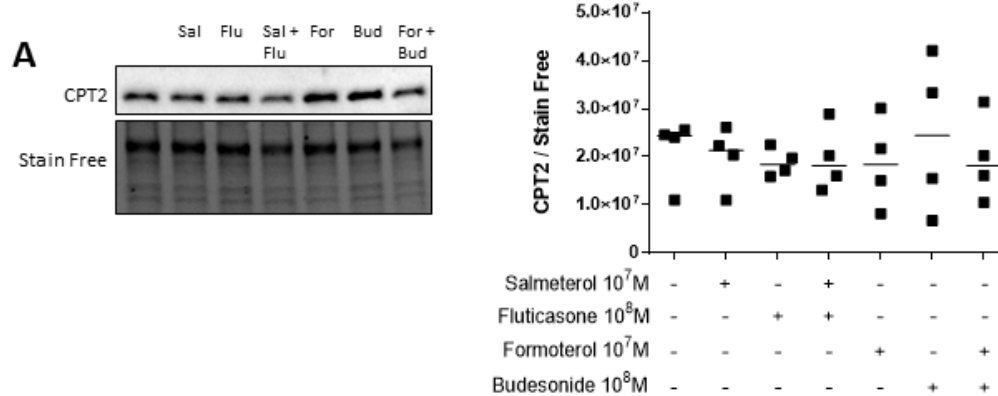 A
Sal Flu Sal + Flu For Bud For + Bud
CPT2
Stain Free
CPT2 / Stain Free
5.0×10⁷
4.0×10⁷
3.0×10⁷
2.0×10⁷
1.0×10⁷
0
Salmeterol 10⁷M - + - + - - -
Fluticasone 10⁸M - - + + - - -
Formoterol 10⁷M - - - - + - +
Budesonide 10⁸M - - - - - + +